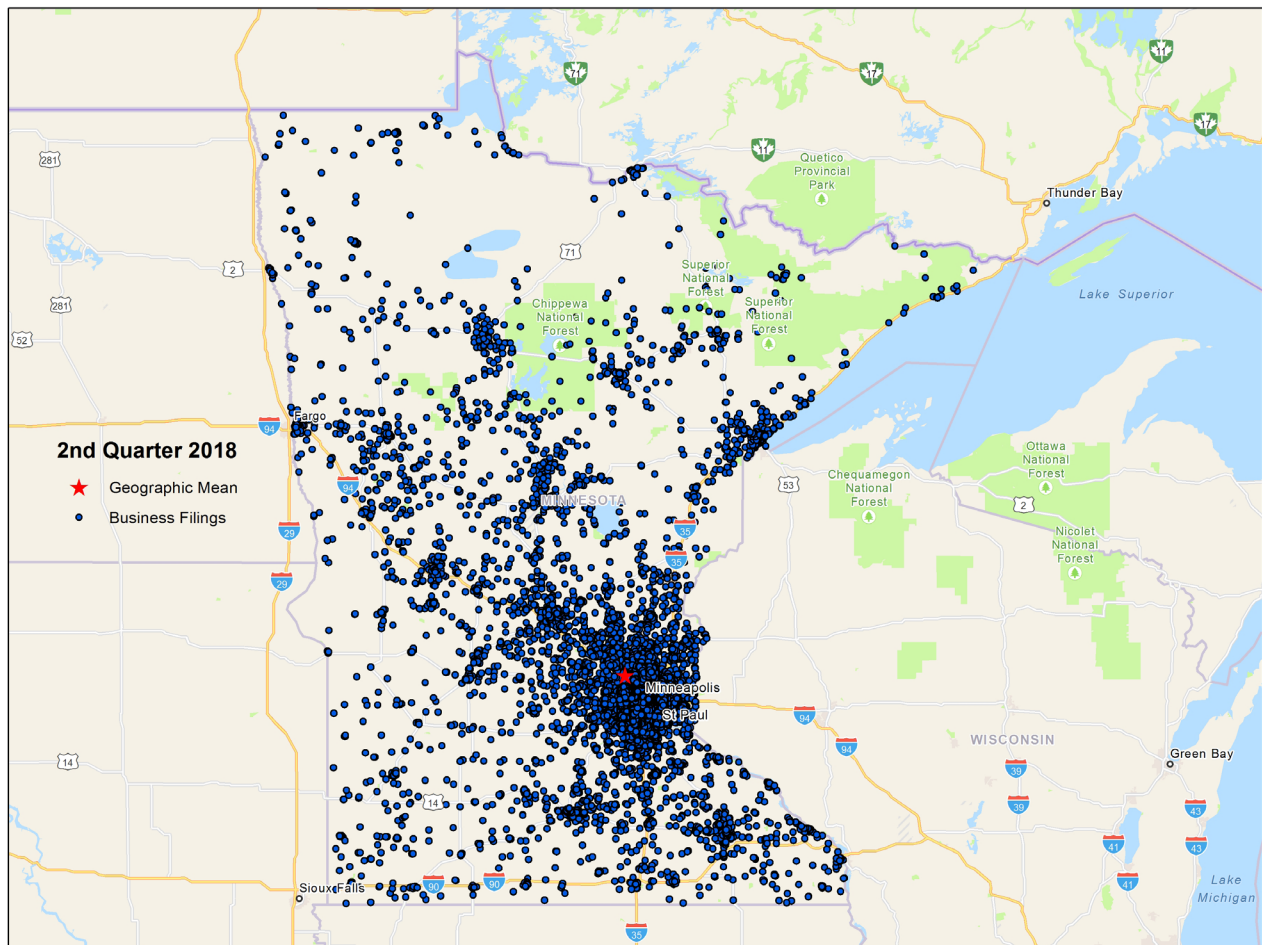 71
17
11
17
11
281
Quetico
Provincial
Park
Thunder Bay
2
71
281
52
Superior
National
Forest
Lake Superior
Chippewa
National
Forest
Superior
National
Forest
Fargo
94
2nd Quarter 2018
Geographic Mean
Business Filings
94
MINNESOTA
53
Chequamegon
National
Forest
Ottawa
National
Forest
2
29
35
35
Nicolet
National
Forest
29
Minneapolis
St Paul
94
94
WISCONSIN
Green Bay
14
39
14
39
43
41
43
Sioux Falls
90
90
41
Lake
Michigan
35